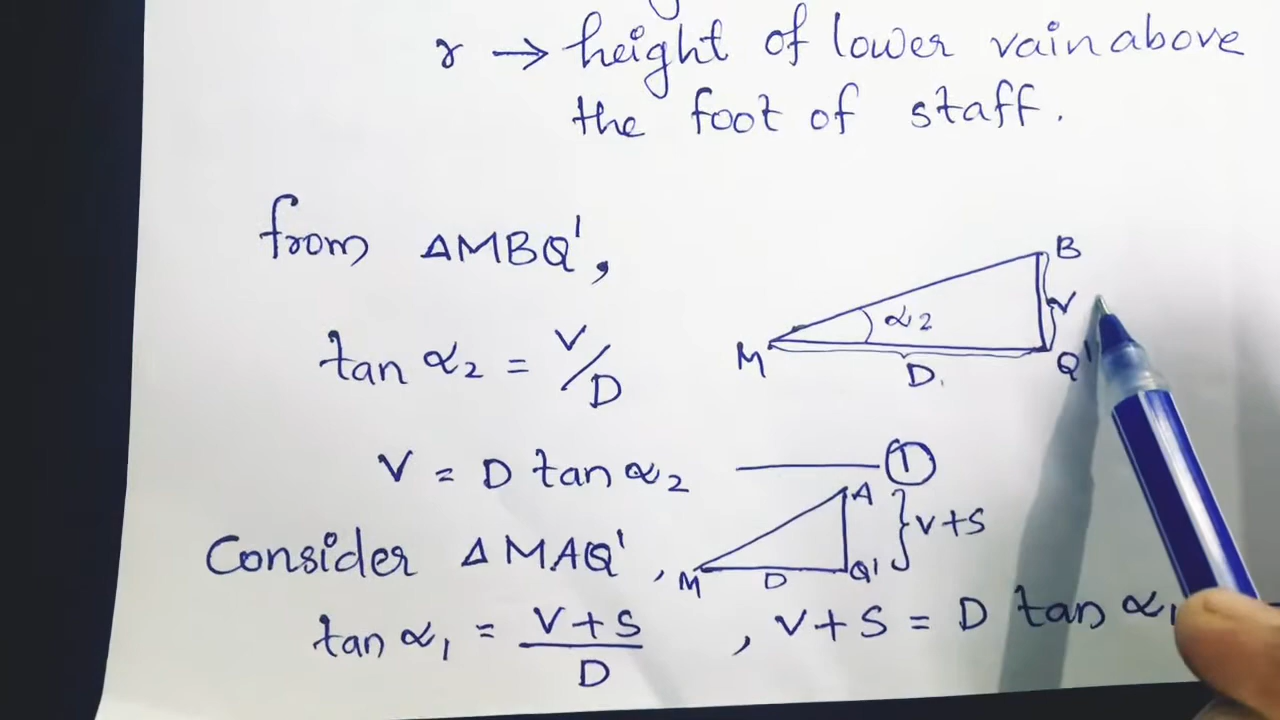 r → height of lower vain above
the foot of staff.
from ΔMBQ',
B
α2
V
M
D.
Q'
tan α2 = V/D
V = D tan α2 ——— ①
Consider ΔMAQ',
A
V+S
M
D
Q'
tan α1 = V+S/D , V+S = D tan α1